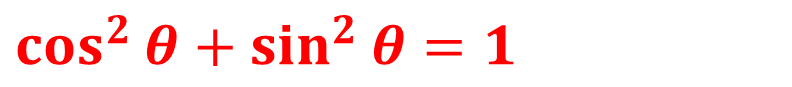 cos² θ + sin² θ = 1